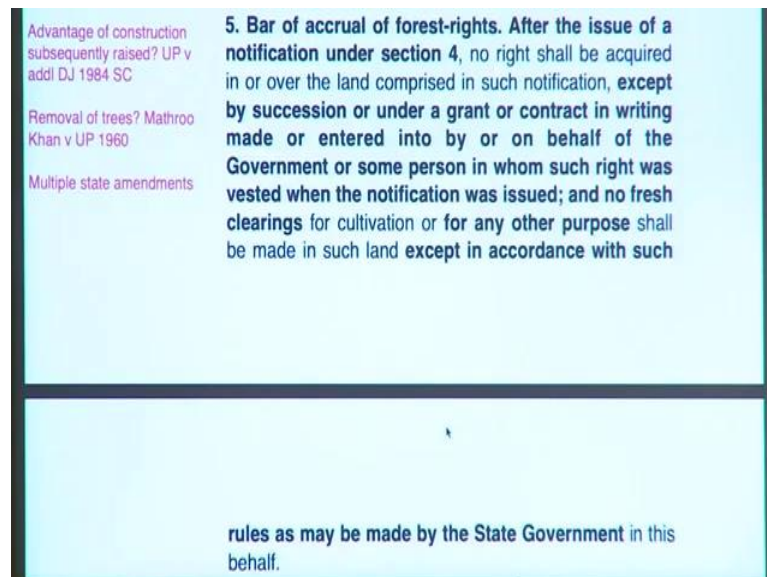 Advantage of construction
subsequently raised? UP v
addl DJ 1984 SC
Removal of trees? Mathroo
Khan v UP 1960
Multiple state amendments
5. Bar of accrual of forest-rights. After the issue of a
notification under section 4, no right shall be acquired
in or over the land comprised in such notification, except
by succession or under a grant or contract in writing
made or entered into by or on behalf of the
Government or some person in whom such right was
vested when the notification was issued; and no fresh
clearings for cultivation or for any other purpose shall
be made in such land except in accordance with such
rules as may be made by the State Government in this
behalf.